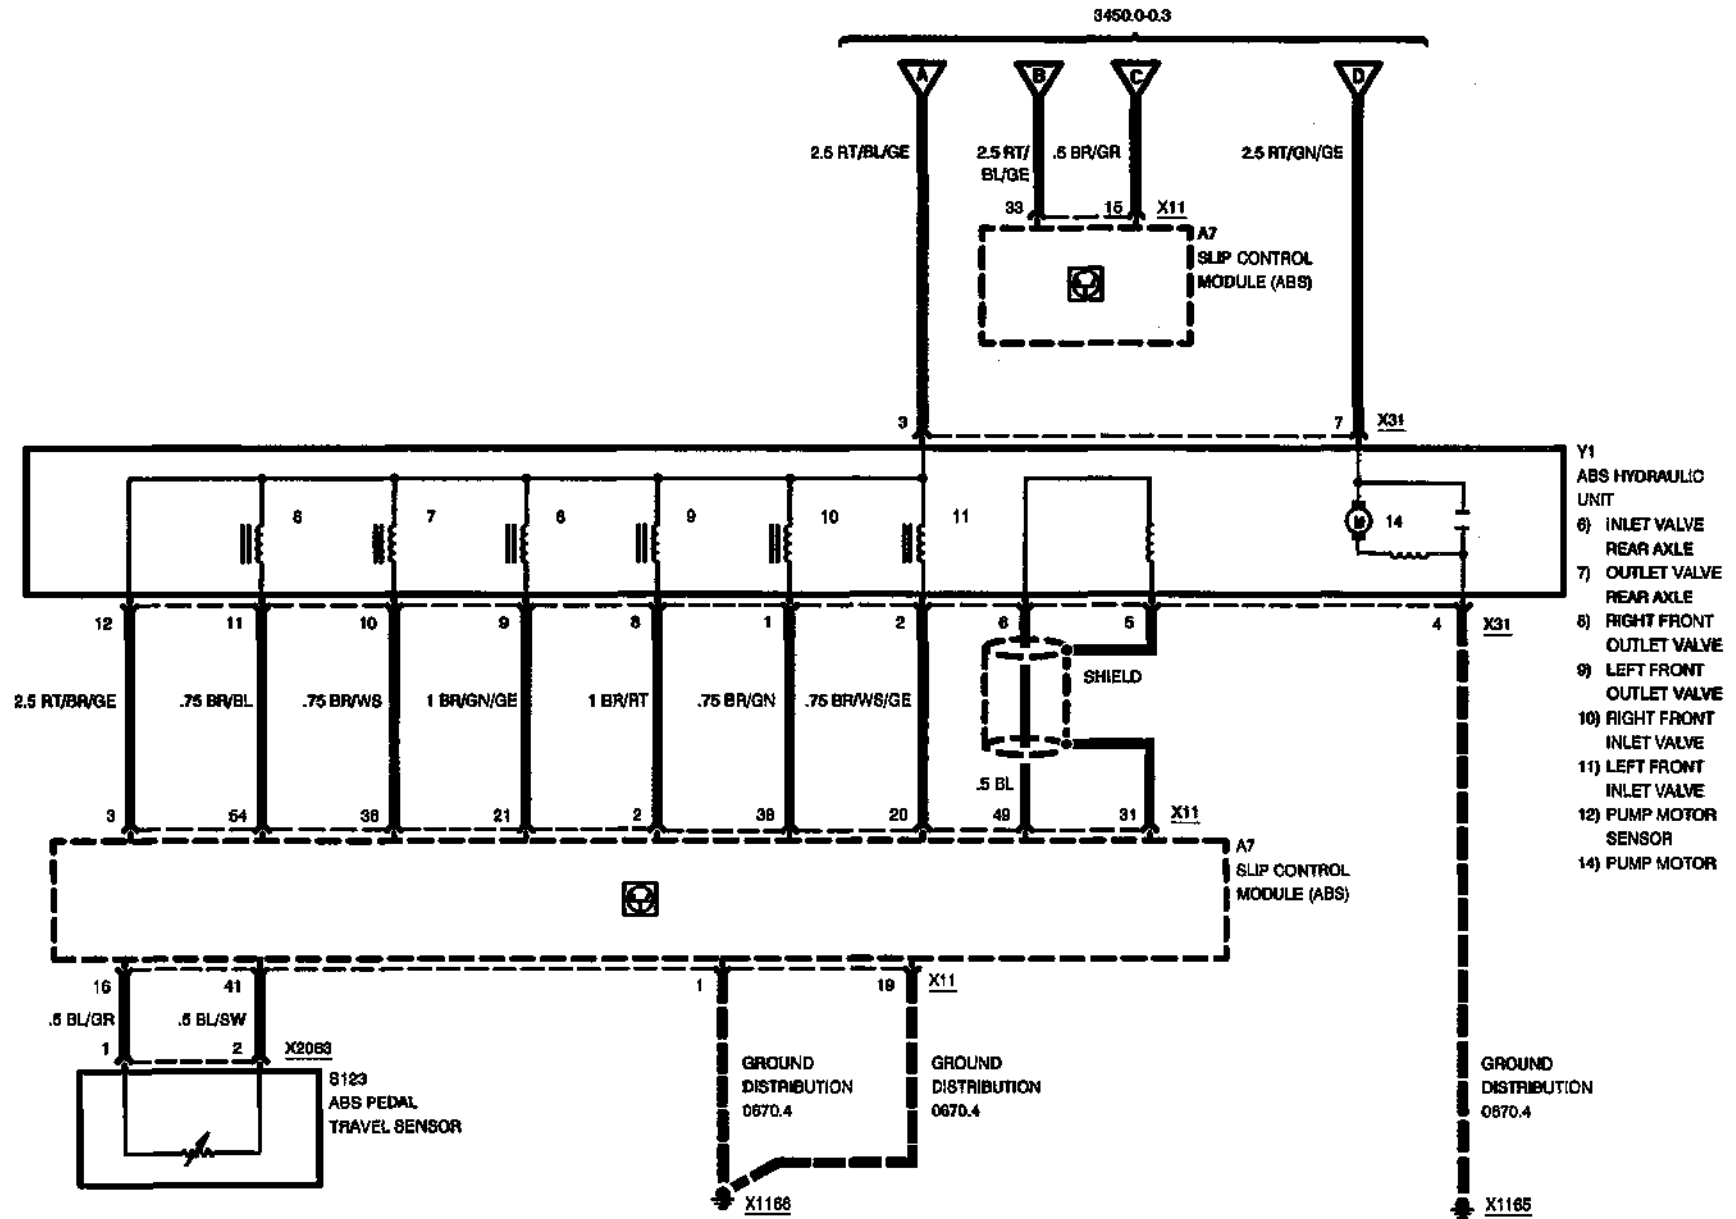 3450.0-0.3
A B C D
2.5 RT/BL/GE
2.5 RT/
BL/GE
.5 BR/GR
2.5 RT/GN/GE
33 15 X11
A7
SLIP CONTROL
MODULE (ABS)
3 7 X31
Y1
ABS HYDRAULIC
UNIT
6) INLET VALVE
REAR AXLE
7) OUTLET VALVE
REAR AXLE
8) RIGHT FRONT
OUTLET VALVE
9) LEFT FRONT
OUTLET VALVE
10) RIGHT FRONT
INLET VALVE
11) LEFT FRONT
INLET VALVE
12) PUMP MOTOR
SENSOR
14) PUMP MOTOR
6 7 8 9 10 11
M 14
12 11 10 9 8 1 2 6 5 4 X31
SHIELD
2.5 RT/BR/GE .75 BR/BL .75 BR/WS 1 BR/GN/GE 1 BR/RT .75 BR/GN .75 BR/WS/GE
.5 BL
3 54 21 2 20 49 31 X11
A7
SLIP CONTROL
MODULE (ABS)
16 41 1 19 X11
.5 BL/GR .5 BL/SW
1 2 X2063
S123
ABS PEDAL
TRAVEL SENSOR
GROUND
DISTRIBUTION
0670.4
GROUND
DISTRIBUTION
0670.4
GROUND
DISTRIBUTION
0670.4
X1166
X1165